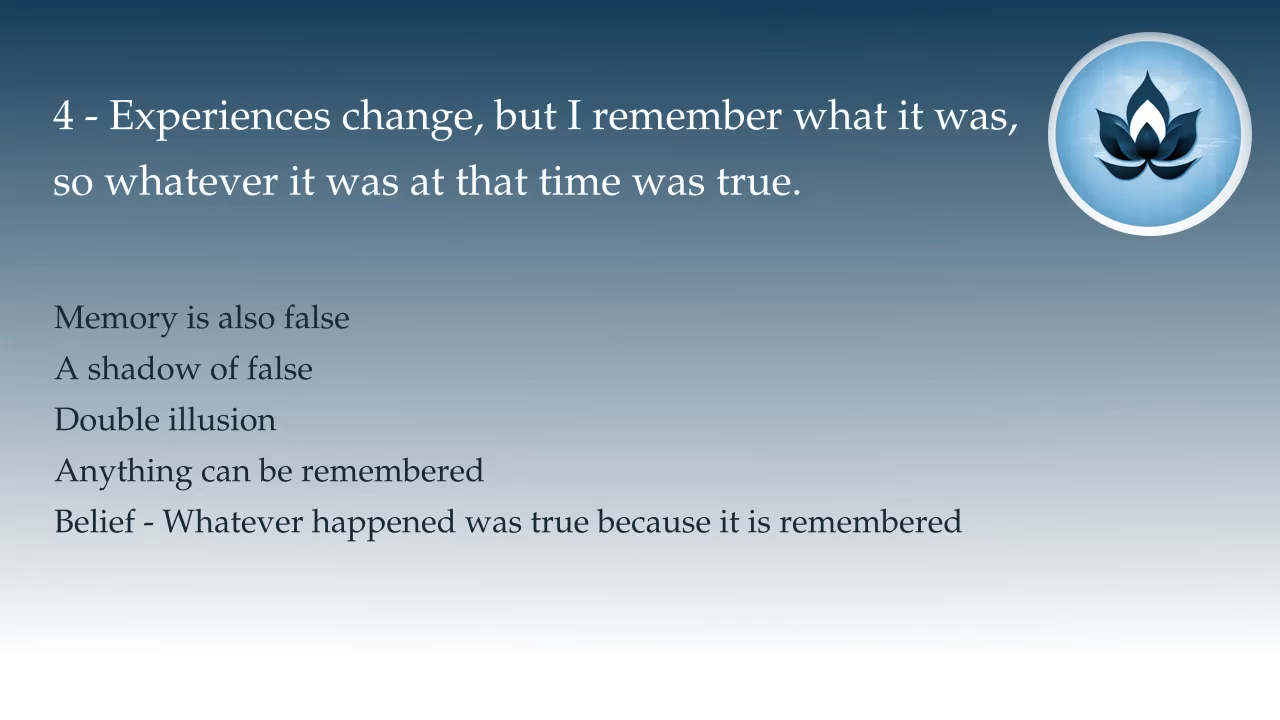 4 - Experiences change, but I remember what it was,
so whatever it was at that time was true.
Memory is also false
A shadow of false
Double illusion
Anything can be remembered
Belief - Whatever happened was true because it is remembered